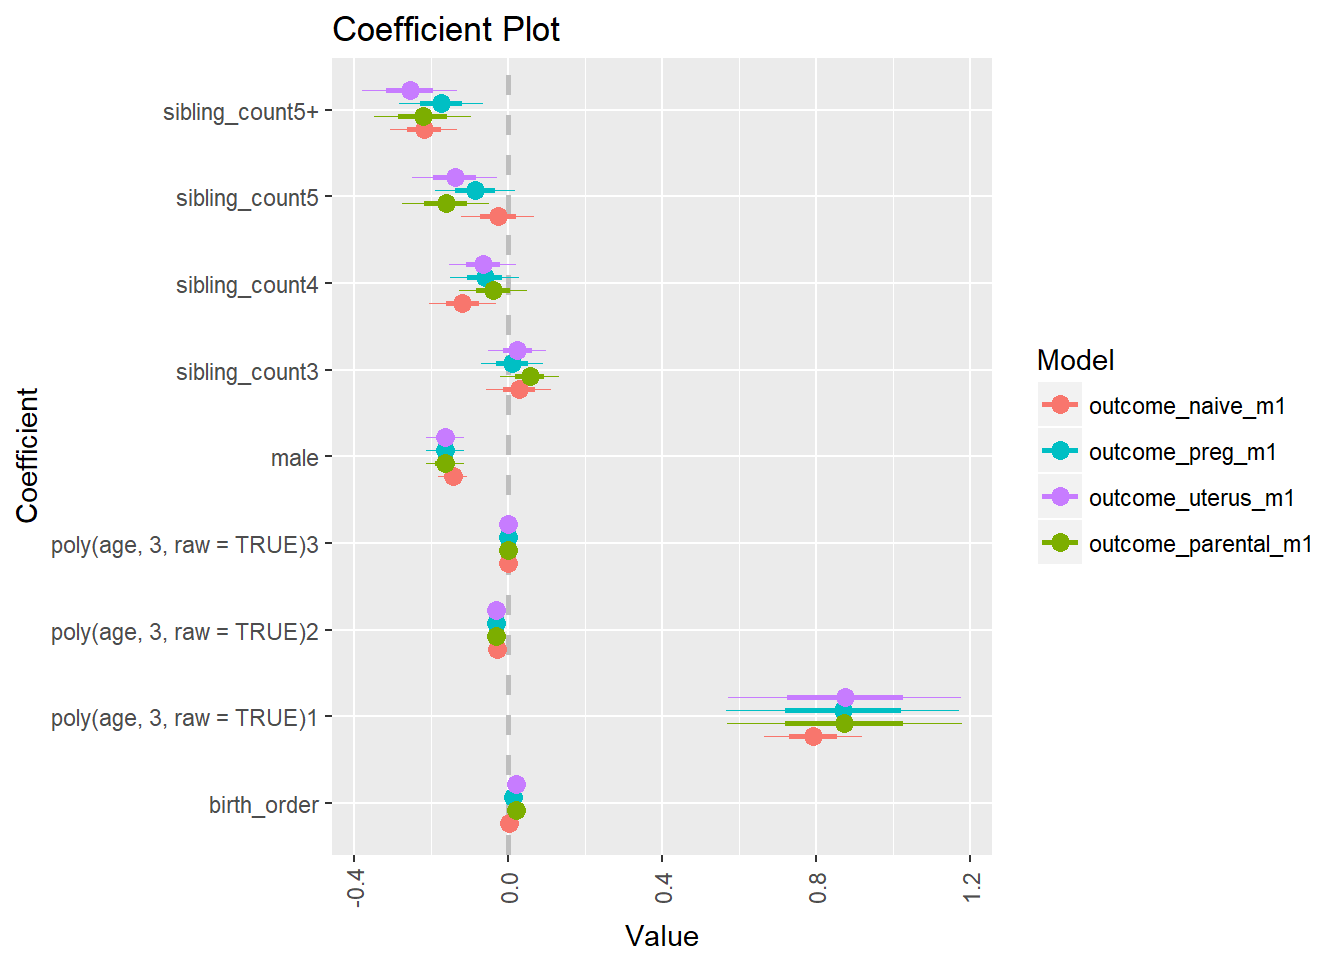 Coefficient Plot
sibling_count5+
sibling_count5
sibling_count4
sibling_count3
male
poly(age, 3, raw = TRUE)3
poly(age, 3, raw = TRUE)2
poly(age, 3, raw = TRUE)1
birth_order
Coefficient
-0.4
0.0
0.4
0.8
1.2
Value
Model
outcome_naive_m1
outcome_preg_m1
outcome_uterus_m1
outcome_parental_m1